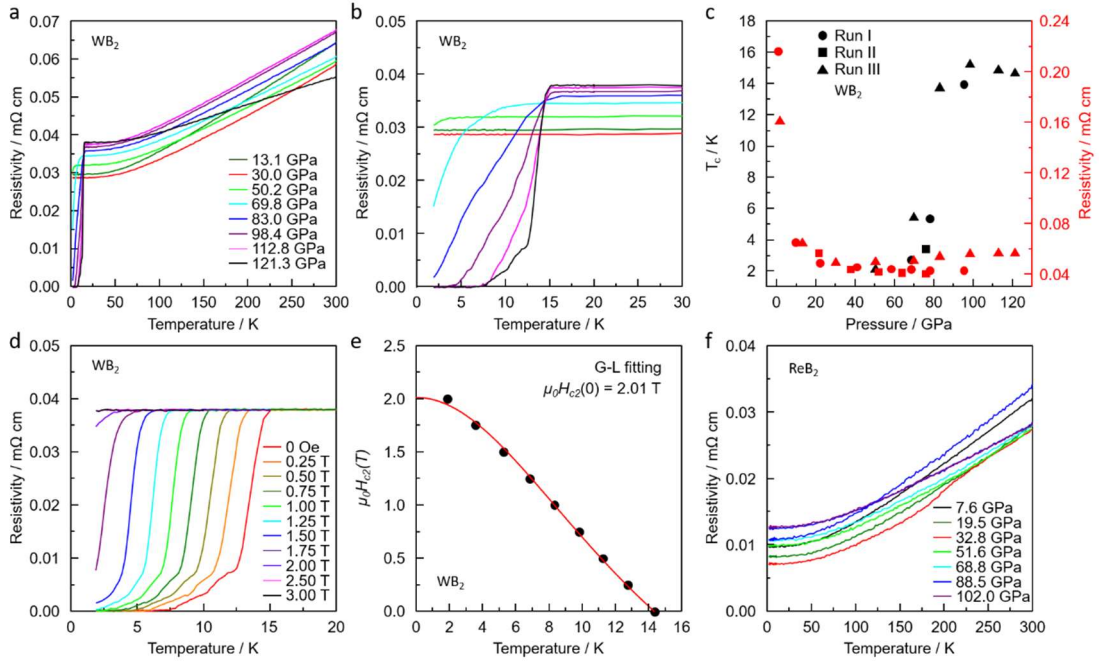 a
WB2
Resistivity / mΩ cm
0.07
0.06
0.05
0.04
0.03
0.02
0.01
0.00
13.1 GPa
30.0 GPa
50.2 GPa
69.8 GPa
83.0 GPa
98.4 GPa
112.8 GPa
121.3 GPa
0 50 100 150 200 250 300
Temperature / K
b
WB2
Resistivity / mΩ cm
0.05
0.04
0.03
0.02
0.01
0.00
0 5 10 15 20 25 30
Temperature / K
c
Run I
Run II
Run III
WB2
Tc / K
18
16
14
12
10
8
6
4
2
0.24
0.20
0.16
0.12
0.08
0.04
Resistivity / mΩ cm
0 20 40 60 80 100 120
Pressure / GPa
d
WB2
Resistivity / mΩ cm
0.05
0.04
0.03
0.02
0.01
0.00
0 Oe
0.25 T
0.50 T
0.75 T
1.00 T
1.25 T
1.50 T
1.75 T
2.00 T
2.50 T
3.00 T
0 5 10 15 20
Temperature / K
e
G-L fitting
μ0Hc2(0) = 2.01 T
μ0Hc2(T)
2.5
2.0
1.5
1.0
0.5
0.0
WB2
0 2 4 6 8 10 12 14 16
Temperature / K
f
ReB2
Resistivity / mΩ cm
0.04
0.03
0.02
0.01
0.00
7.6 GPa
19.5 GPa
32.8 GPa
51.6 GPa
68.8 GPa
88.5 GPa
102.0 GPa
0 50 100 150 200 250 300
Temperature / K